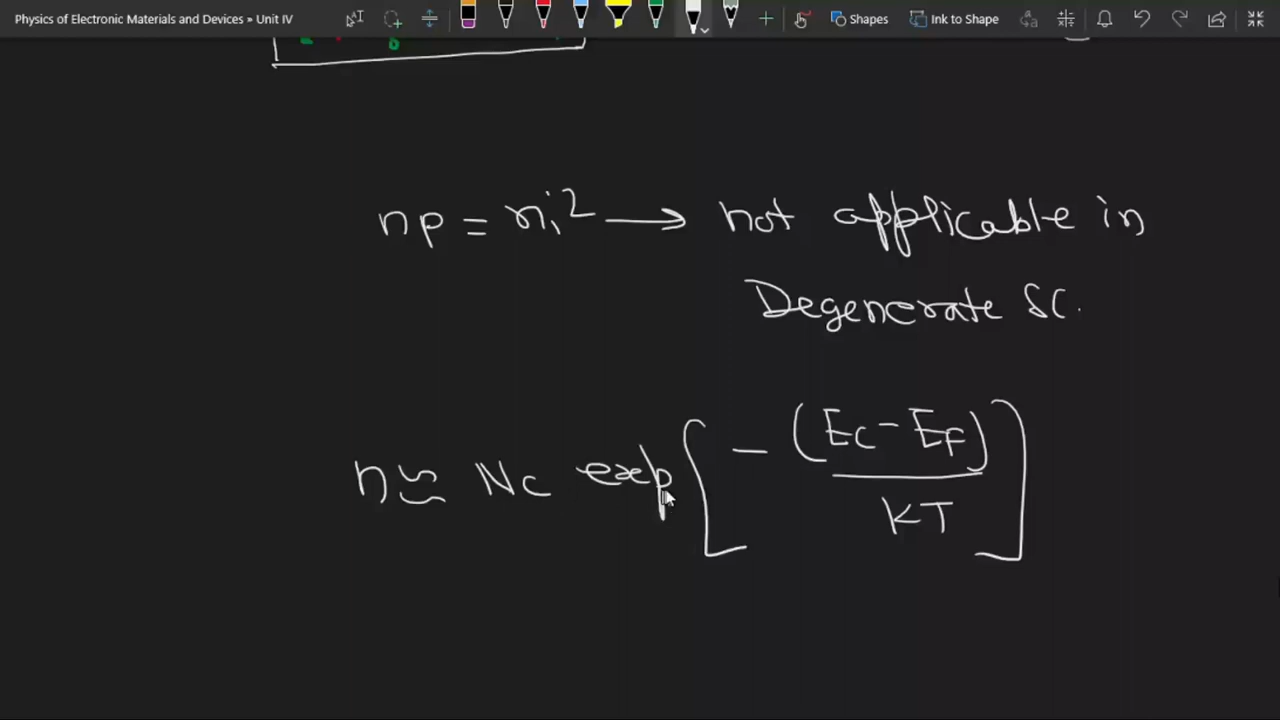 Physics of Electronic Materials and Devices » Unit IV
Shapes
Ink to Shape
np = ni² → not applicable in
Degenerate SC.
n ≅ Nc exp[-(Ec-Ef)/KT]